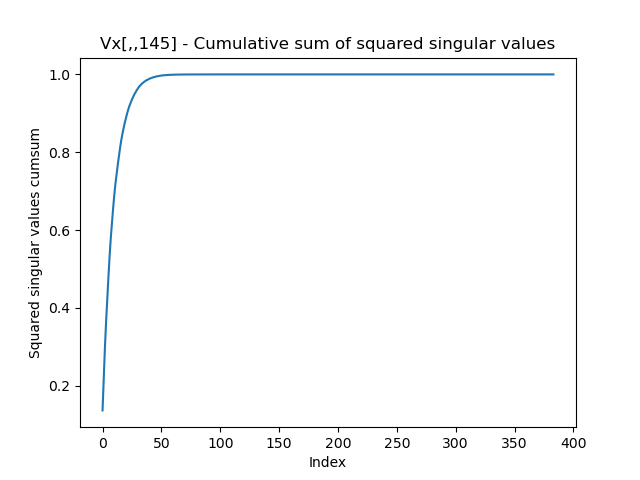 Vx[,,145] - Cumulative sum of squared singular values
1.0
0.8
0.6
0.4
0.2
Squared singular values cumsum
0 50 100 150 200 250 300 350 400
Index